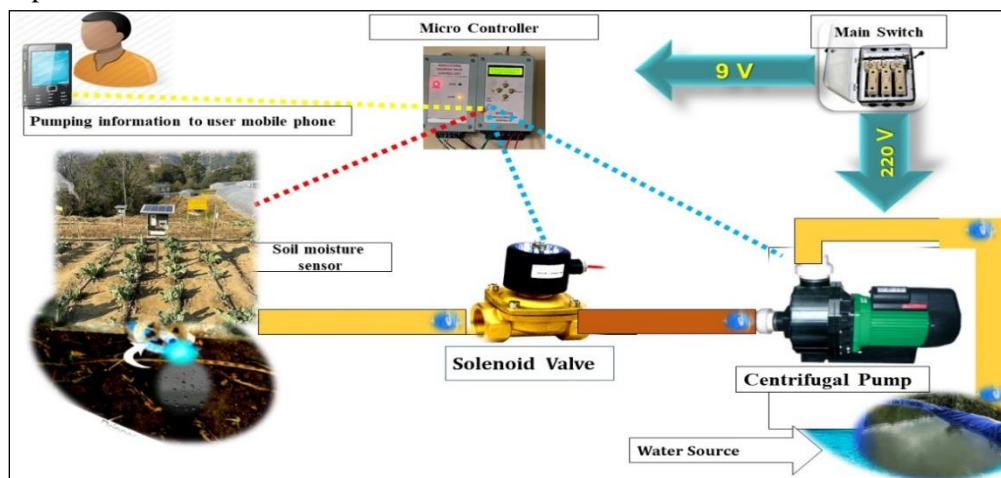 Micro Controller
Main Switch
9 V
220 V
Pumping information to user mobile phone
Soil moisture
sensor
Solenoid Valve
Centrifugal Pump
Water Source